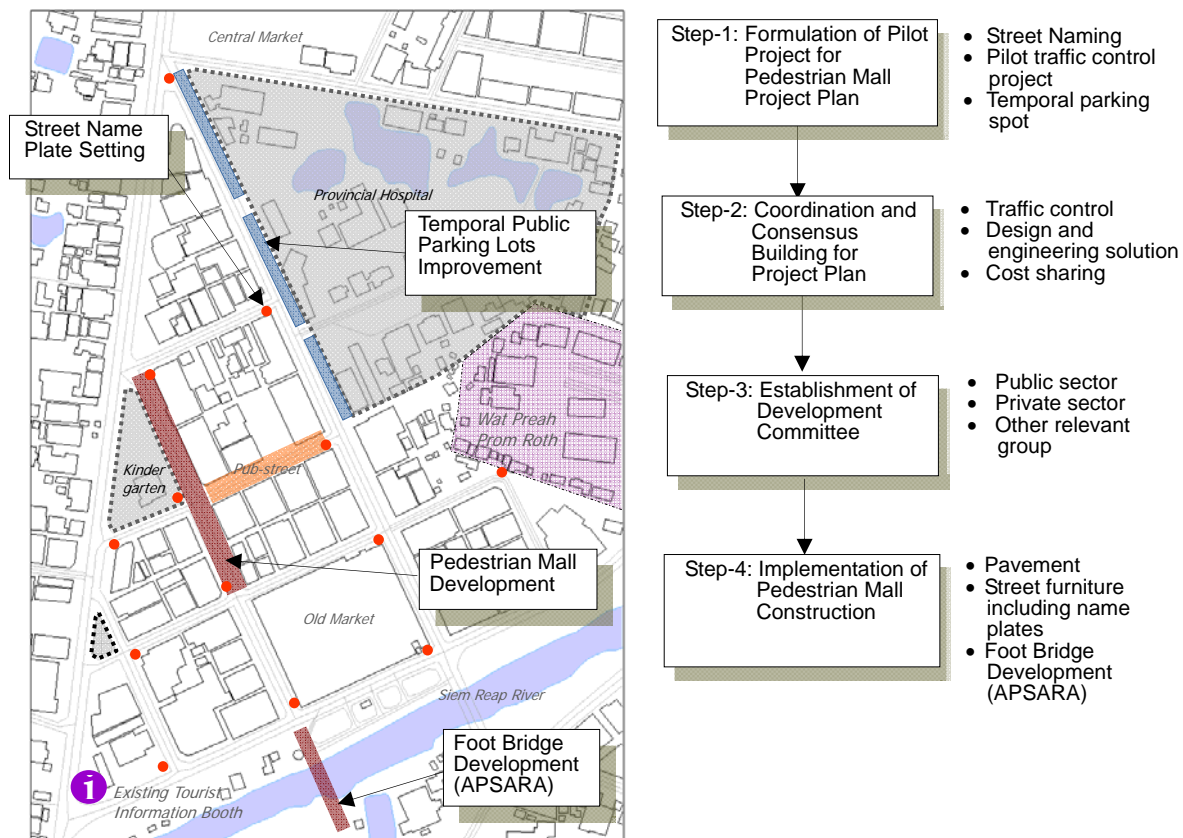 Central Market
Street Name
Plate Setting
Provincial Hospital
Temporal Public
Parking Lots
Improvement
Wat Preah
Prom Roth
Kinder
garten
Pub-street
Pedestrian Mall
Development
Old Market
Siem Reap River
Foot Bridge
Development
(APSARA)
i
Existing Tourist
Information Booth
Step-1: Formulation of Pilot
Project for
Pedestrian Mall
Project Plan
• Street Naming
• Pilot traffic control
project
• Temporal parking
spot
Step-2: Coordination and
Consensus
Building for
Project Plan
• Traffic control
• Design and
engineering solution
• Cost sharing
Step-3: Establishment of
Development
Committee
• Public sector
• Private sector
• Other relevant
group
Step-4: Implementation of
Pedestrian Mall
Construction
• Pavement
• Street furniture
including name
plates
• Foot Bridge
Development
(APSARA)